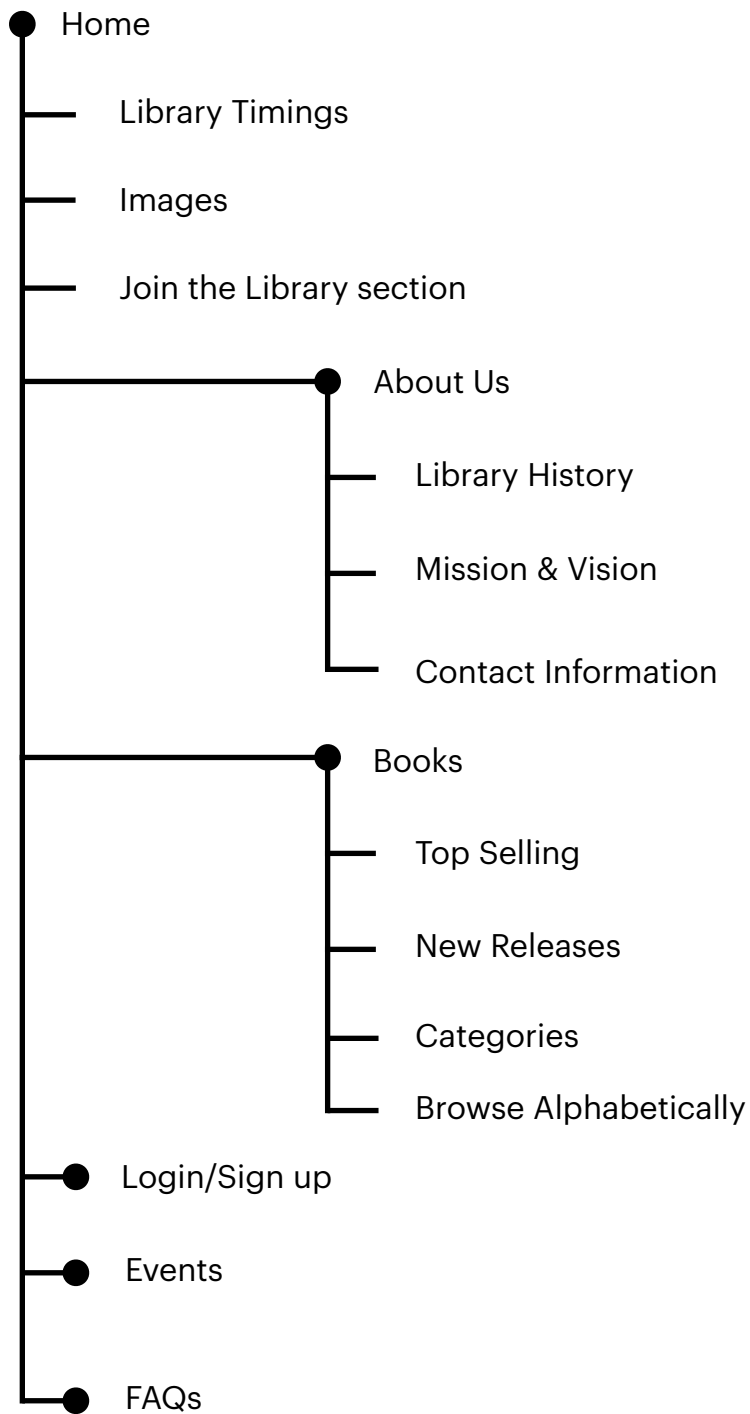 Home
Library Timings
Images
Join the Library section
About Us
Library History
Mission & Vision
Contact Information
Books
Top Selling
New Releases
Categories
Browse Alphabetically
Login/Sign up
Events
FAQs